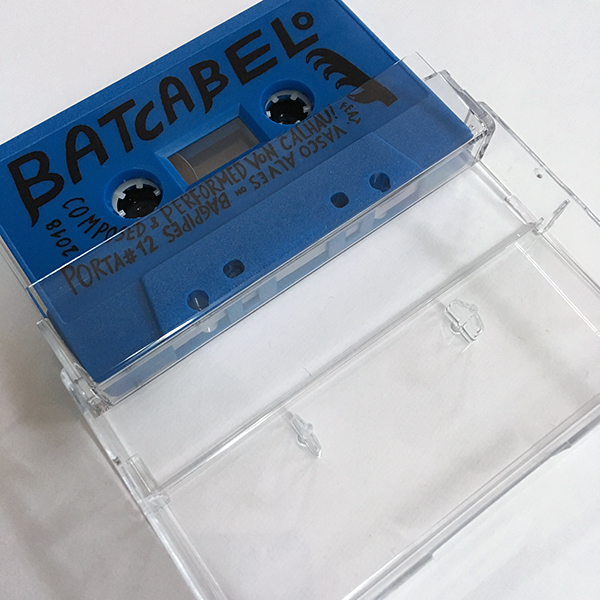 BATCABELO
COMPOSED & PERFORMED VON CALHAU!
FEAT. VASCO ALVES = BAGPIPES
PORTA#12
2018